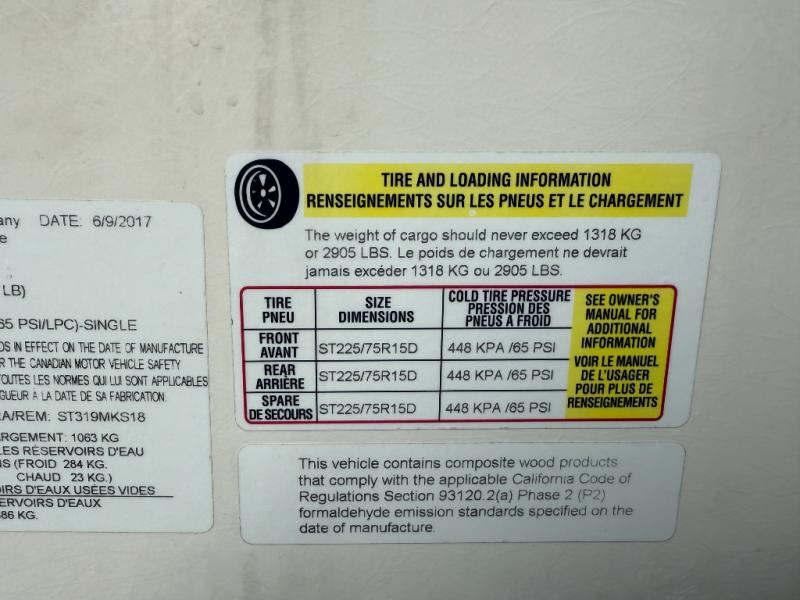 TIRE AND LOADING INFORMATION
RENSEIGNEMENTS SUR LES PNEUS ET LE CHARGEMENT
The weight of cargo should never exceed 1318 KG
or 2905 LBS. Le poids de chargement ne devrait
jamais excéder 1318 KG ou 2905 LBS.
TIRE PNEU SIZE DIMENSIONS COLD TIRE PRESSURE PRESSION DES PNEUS A FROID
FRONT AVANT ST225/75R15D 448 KPA /65 PSI
REAR ARRIÈRE ST225/75R15D 448 KPA /65 PSI
SPARE DE SECOURS ST225/75R15D 448 KPA /65 PSI
SEE OWNER'S
MANUAL FOR
ADDITIONAL
INFORMATION
VOIR LE MANUEL
DE L'USAGER
POUR PLUS DE
RENSEIGNEMENTS
This vehicle contains composite wood products
that comply with the applicable California Code of
Regulations Section 93120.2(a) Phase 2 (P2)
formaldehyde emission standards specified on the
date of manufacture.
any DATE: 6/9/2017
LB)
65 PSI/LPC)-SINGLE
DS IN EFFECT ON THE DATE OF MANUFACTURE
R THE CANADIAN MOTOR VEHICLE SAFETY
TOUTES LES NORMES QUI LUI SONT APPLICABLES
GUEUR A LA DATE DE SA FABRICATION
RA/REM: ST319MKS18
ARGEMENT: 1063 KG
LES RÉSERVOIRS D'EAU
S (FROID 284 KG.
CHAUD 23 KG.)
OIRS D'EAUX USÉES VIDES
ERVOIRS D'EAUX
86 KG.